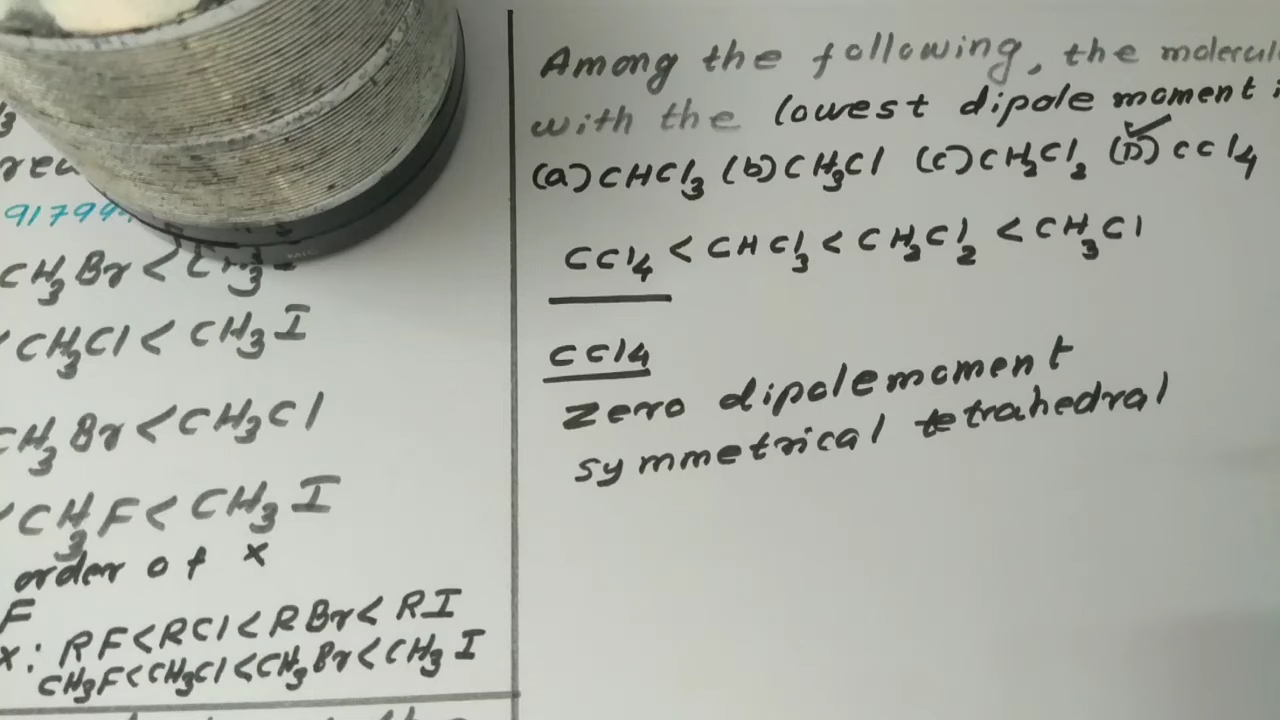 917994
CH3Br <
CH3Cl < CH3I
CH3Br < CH3Cl
CH3F < CH3I
order of x
F
x: RF < RCl < RBr < RI
CH3F < CH3Cl < CH3Br < CH3I
Among the following, the
with the lowest dipole moment
(a) CHCl3 (b) CH3Cl (c) CH2Cl2 (D) CCl4
CCl4 < CHCl3 < CH2Cl2 < CH3Cl
CCl4
Zero dipolemoment
symmetrical tetrahedral